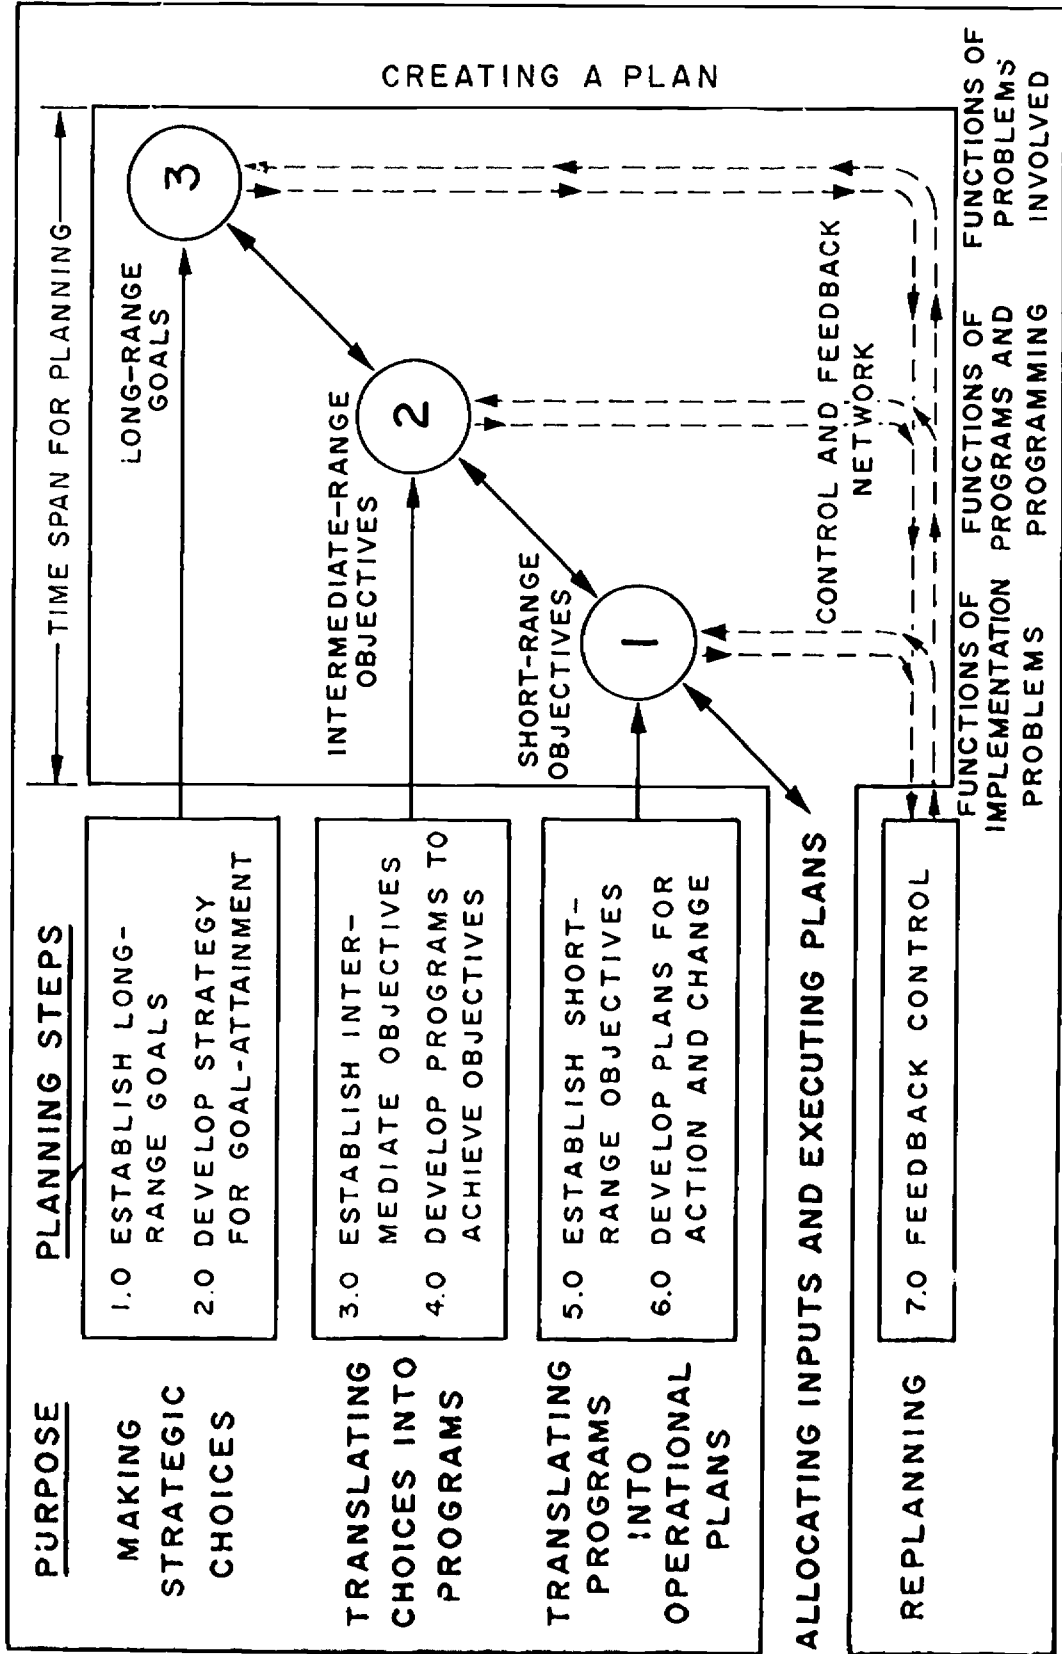 PURPOSE
PLANNING STEPS
TIME SPAN FOR PLANNING
MAKING
STRATEGIC
CHOICES
1.0 ESTABLISH LONG-
RANGE GOALS
2.0 DEVELOP STRATEGY
FOR GOAL-ATTAINMENT
LONG-RANGE
GOALS
3
TRANSLATING
CHOICES INTO
PROGRAMS
3.0 ESTABLISH INTER-
MEDIATE OBJECTIVES
4.0 DEVELOP PROGRAMS TO
ACHIEVE OBJECTIVES
INTERMEDIATE-RANGE
OBJECTIVES
2
TRANSLATING
PROGRAMS
INTO
OPERATIONAL
PLANS
5.0 ESTABLISH SHORT-
RANGE OBJECTIVES
6.0 DEVELOP PLANS FOR
ACTION AND CHANGE
SHORT-RANGE
OBJECTIVES
1
CREATING A PLAN
ALLOCATING INPUTS AND EXECUTING PLANS
CONTROL AND FEEDBACK
NETWORK
REPLANNING
7.0 FEEDBACK CONTROL
FUNCTIONS OF
IMPLEMENTATION
PROBLEMS
FUNCTIONS OF
PROGRAMS AND
PROGRAMMING
FUNCTIONS OF
PROBLEMS
INVOLVED